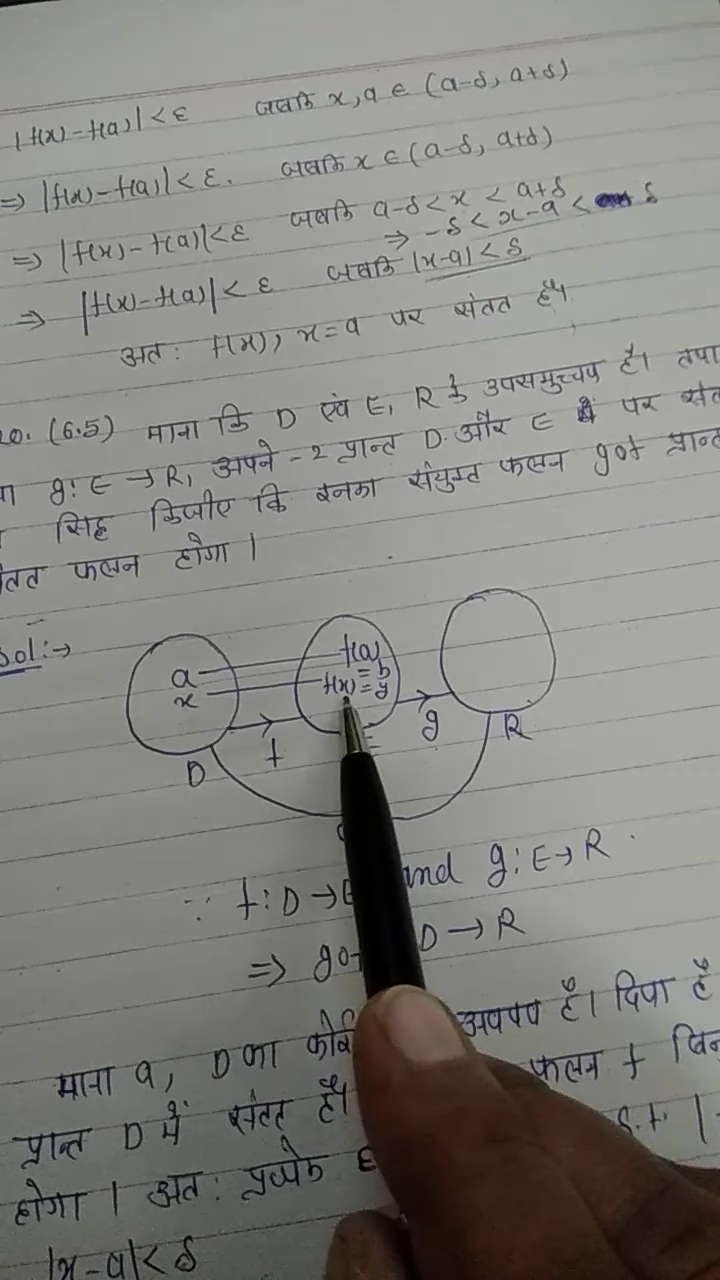 |f(x) - f(a)| < ε जबकि x, a ∈ (a-δ, a+δ)
⇒ |f(x) - f(a)| < ε. जबकि x ∈ (a-δ, a+δ)
⇒ |f(x) - f(a)| < ε जबकि a-δ < x < a+δ
⇒ -δ < x-a < δ
⇒ |f(x) - f(a)| < ε जबकि |x-a| < δ
अतः f(x), x = a पर संतत है।
(6.5) माना कि D एवं E, R के उपसमुच्चय है। तथा
g: E → R, अपने -2 प्रान्त D और E पर
सिद्ध किजीए कि इनका संयुक्त फलन gof प्रान्त
फलन होगा।
Sol:→
a f(a)
= b
x f(x) = y
f g
D R
∵ f: D → E and g: E → R.
⇒ D → R
माना a, D का अवयव है। दिया है
प्रान्त D में संतत है। फलन f
होगा। अतः प्रत्येक ε s.t. |
|x - a| < δ